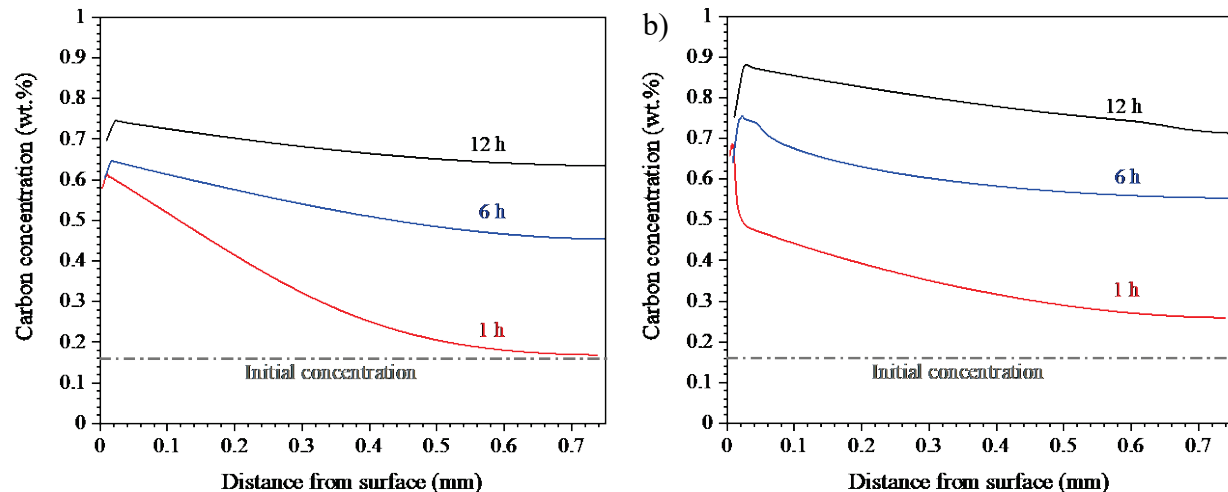 1
0.9
0.8
0.7
0.6
0.5
0.4
0.3
0.2
0.1
0
Carbon concentration (wt.%)
12 h
6 h
1 h
Initial concentration
0 0.1 0.2 0.3 0.4 0.5 0.6 0.7
Distance from surface (mm)
b)
1
0.9
0.8
0.7
0.6
0.5
0.4
0.3
0.2
0.1
0
Carbon concentration (wt.%)
12 h
6 h
1 h
Initial concentration
0 0.1 0.2 0.3 0.4 0.5 0.6 0.7
Distance from surface (mm)